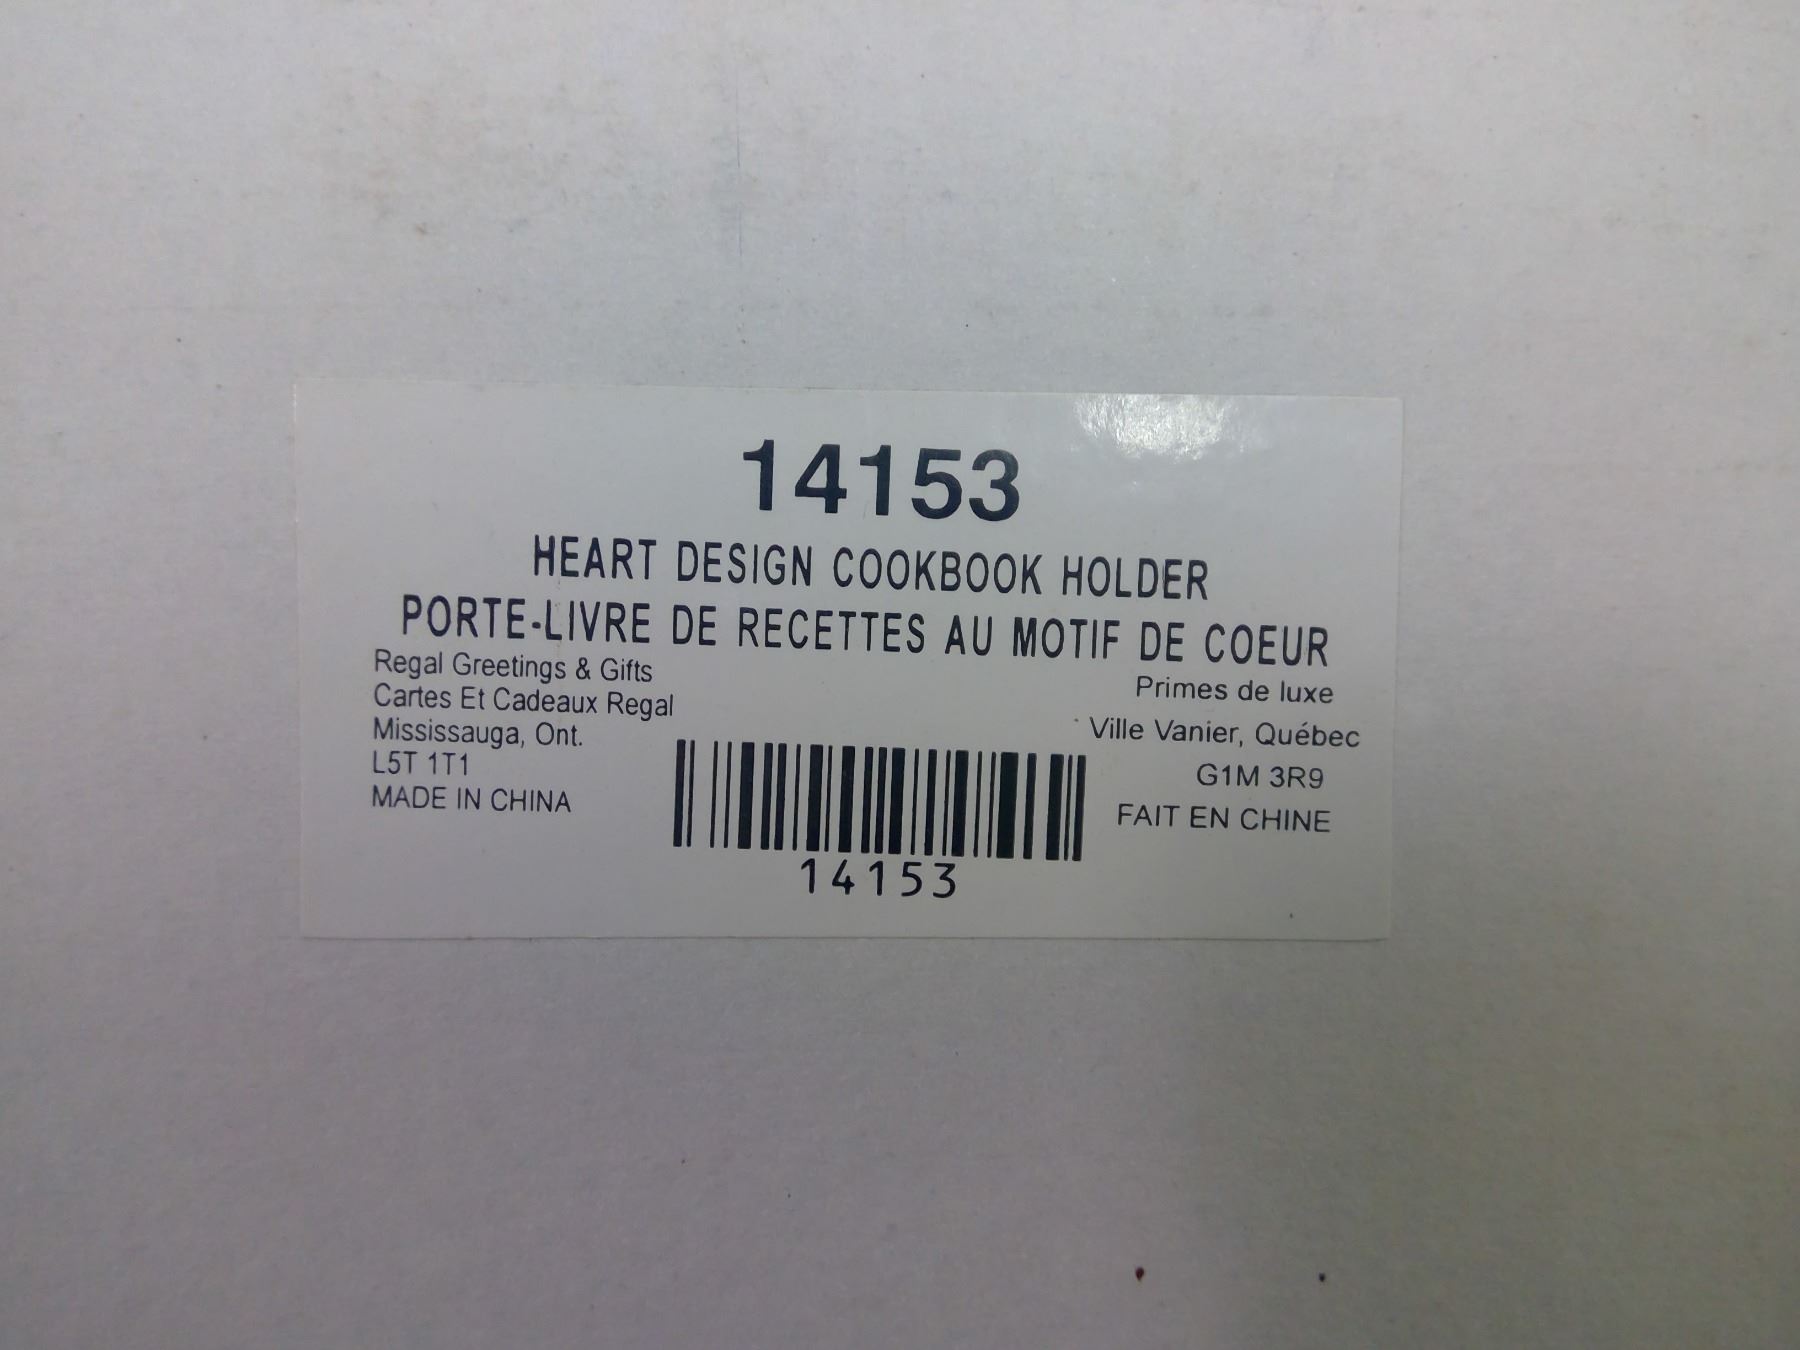 14153
HEART DESIGN COOKBOOK HOLDER
PORTE-LIVRE DE RECETTES AU MOTIF DE COEUR
Regal Greetings & Gifts
Cartes Et Cadeaux Regal
Mississauga, Ont.
L5T 1T1
MADE IN CHINA
Primes de luxe
Ville Vanier, Québec
G1M 3R9
FAIT EN CHINE
14153